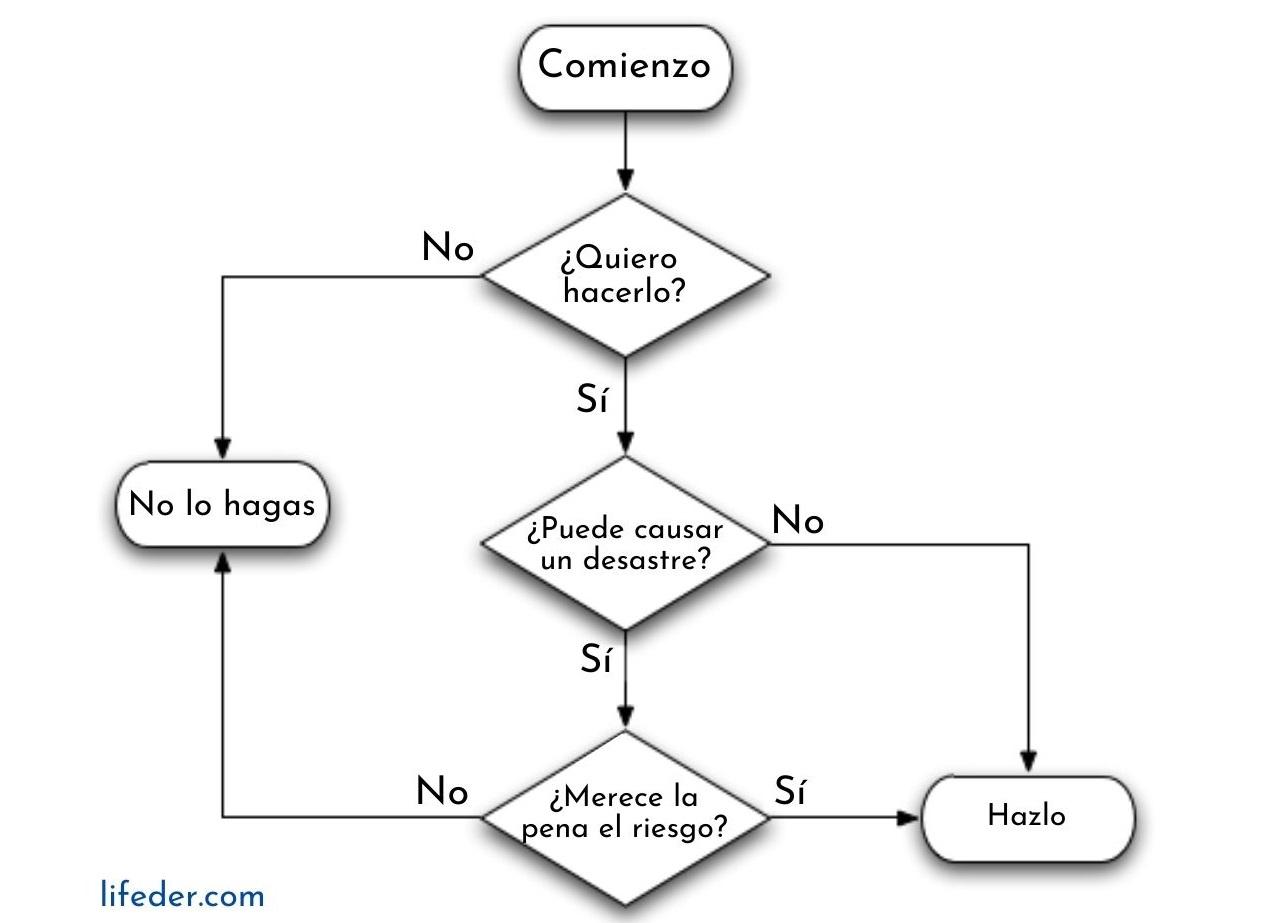 Comienzo
No
¿Quiero
hacerlo?
Sí
No lo hagas
¿Puede causar
un desastre?
No
Sí
No
¿Merece la
pena el riesgo?
Sí
Hazlo
lifeder.com